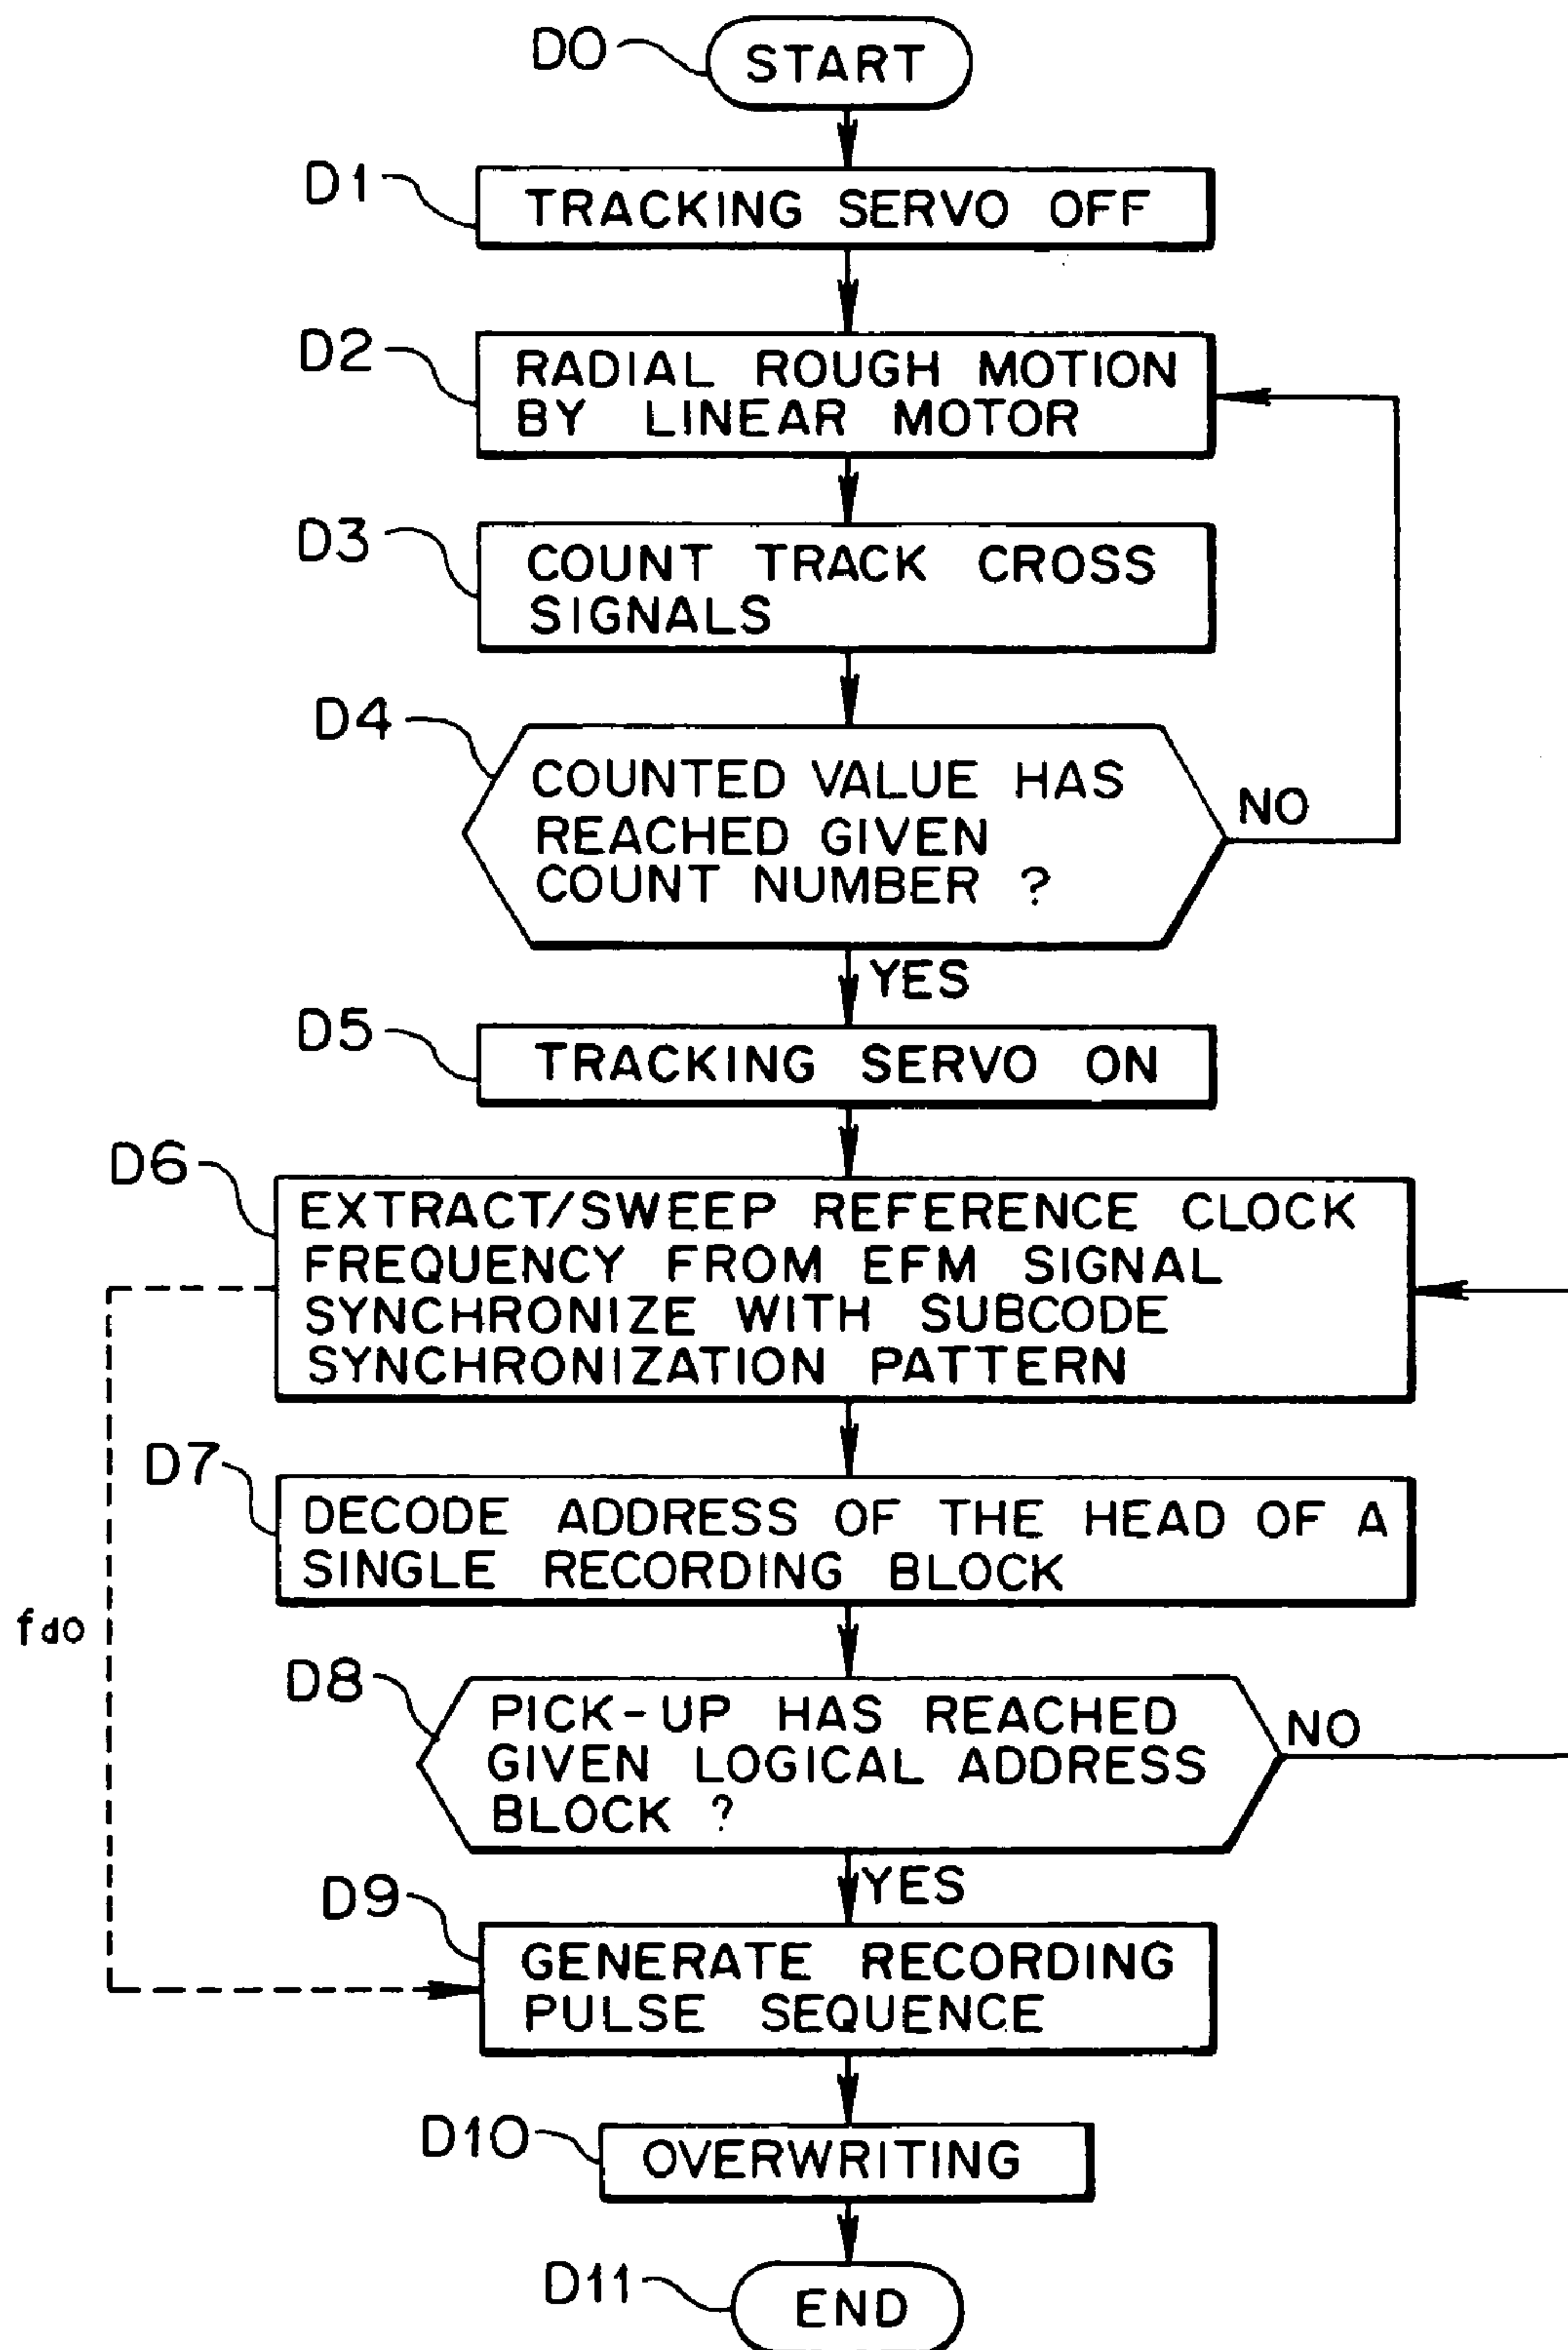 D0
START
D1
TRACKING SERVO OFF
D2
RADIAL ROUGH MOTION
BY LINEAR MOTOR
D3
COUNT TRACK CROSS
SIGNALS
D4
COUNTED VALUE HAS
REACHED GIVEN
COUNT NUMBER ?
NO
YES
D5
TRACKING SERVO ON
D6
EXTRACT/SWEEP REFERENCE CLOCK
FREQUENCY FROM EFM SIGNAL
SYNCHRONIZE WITH SUBCODE
SYNCHRONIZATION PATTERN
D7
DECODE ADDRESS OF THE HEAD OF A
SINGLE RECORDING BLOCK
fd0
D8
PICK-UP HAS REACHED
GIVEN LOGICAL ADDRESS
BLOCK ?
NO
YES
D9
GENERATE RECORDING
PULSE SEQUENCE
D10
OVERWRITING
D11
END